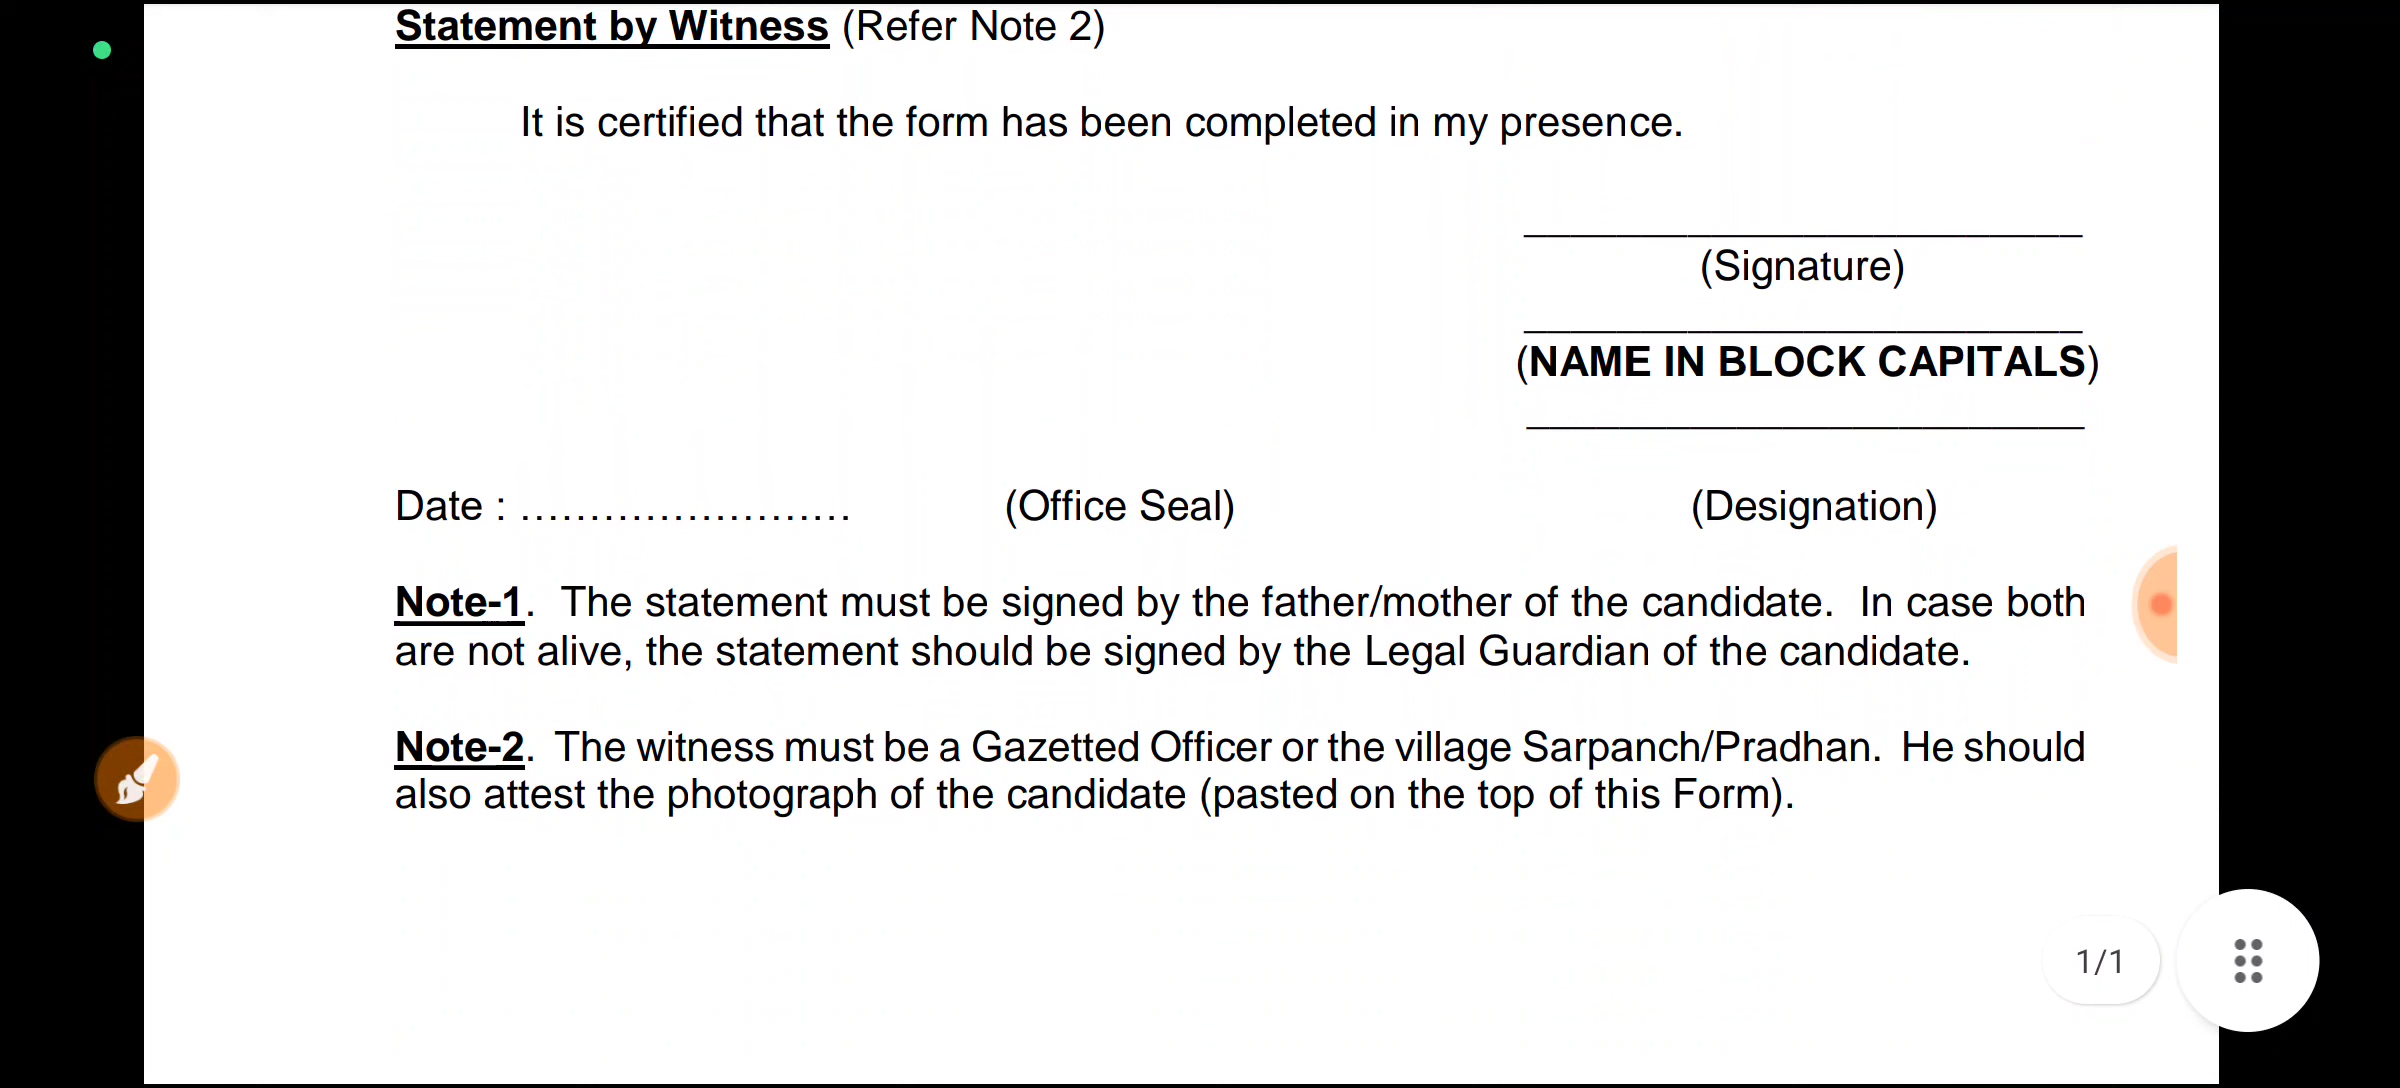 Statement by Witness (Refer Note 2)
It is certified that the form has been completed in my presence.
________________________
(Signature)
________________________
(NAME IN BLOCK CAPITALS)
________________________
Date : ........................ (Office Seal) (Designation)
Note-1. The statement must be signed by the father/mother of the candidate. In case both
are not alive, the statement should be signed by the Legal Guardian of the candidate.
Note-2. The witness must be a Gazetted Officer or the village Sarpanch/Pradhan. He should
also attest the photograph of the candidate (pasted on the top of this Form).
1/1